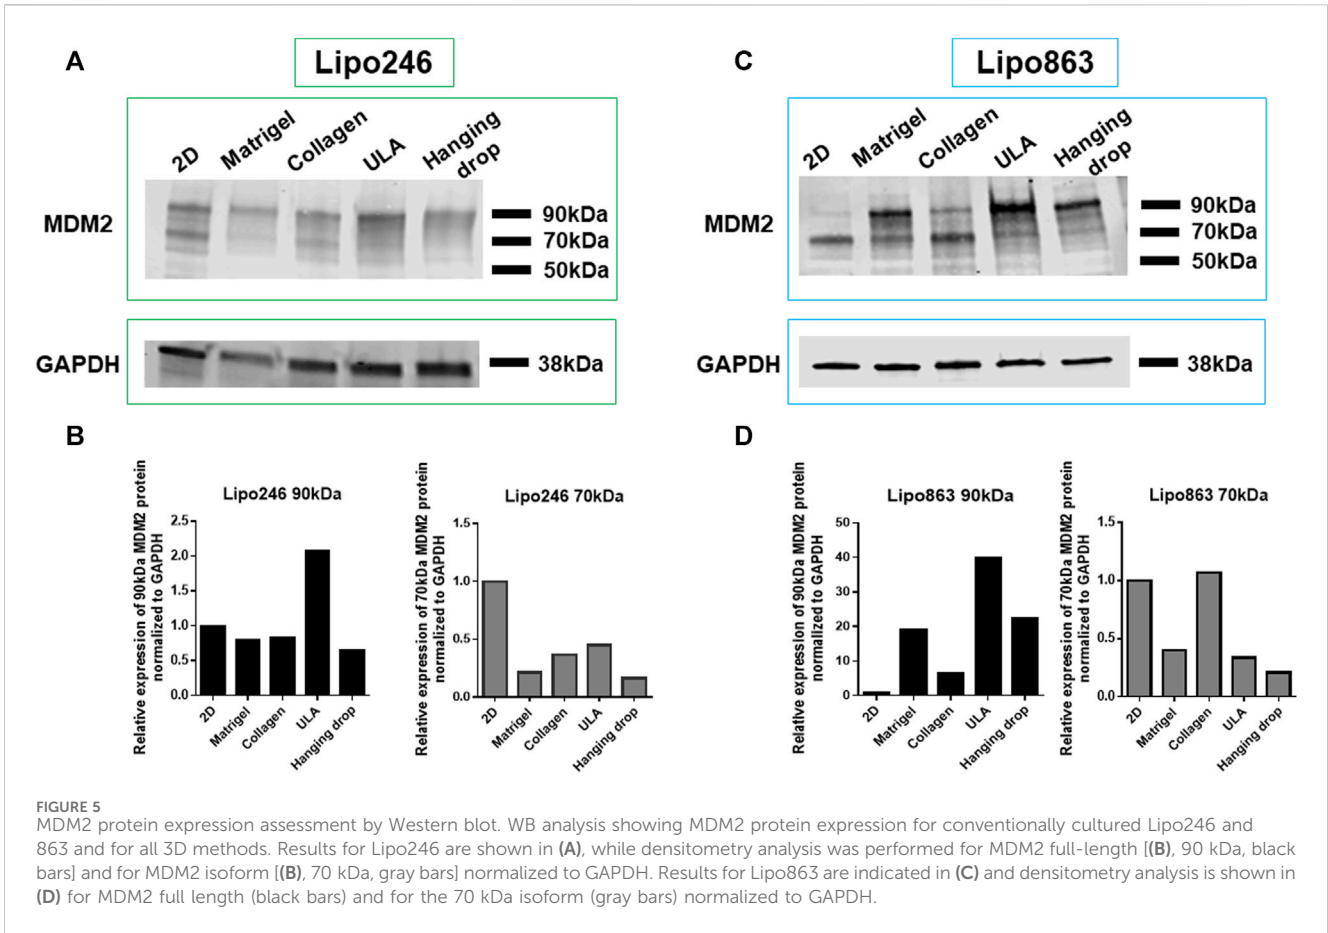 A
Lipo246
2D
Matrigel
Collagen
ULA
Hanging
drop
MDM2
90kDa
70kDa
50kDa
GAPDH
38kDa
C
Lipo863
2D
Matrigel
Collagen
ULA
Hanging
drop
MDM2
90kDa
70kDa
50kDa
GAPDH
38kDa
B
Lipo246 90kDa
Relative expression of 90kDa MDM2 protein
normalized to GAPDH
2.5
2.0
1.5
1.0
0.5
0.0
2D
Matrigel
Collagen
ULA
Hanging drop
Lipo246 70kDa
Relative expression of 70kDa MDM2 protein
normalized to GAPDH
1.5
1.0
0.5
0.0
2D
Matrigel
Collagen
ULA
Hanging drop
D
Lipo863 90kDa
Relative expression of 90kDa MDM2 protein
normalized to GAPDH
50
40
30
20
10
0
2D
Matrigel
Collagen
ULA
Hanging drop
Lipo863 70kDa
Relative expression of 70kDa MDM2 protein
normalized to GAPDH
1.5
1.0
0.5
0.0
2D
Matrigel
Collagen
ULA
Hanging drop
FIGURE 5
MDM2 protein expression assessment by Western blot. WB analysis showing MDM2 protein expression for conventionally cultured Lipo246 and
863 and for all 3D methods. Results for Lipo246 are shown in (A), while densitometry analysis was performed for MDM2 full-length [(B), 90 kDa, black
bars] and for MDM2 isoform [(B), 70 kDa, gray bars] normalized to GAPDH. Results for Lipo863 are indicated in (C) and densitometry analysis is shown in
(D) for MDM2 full length (black bars) and for the 70 kDa isoform (gray bars) normalized to GAPDH.